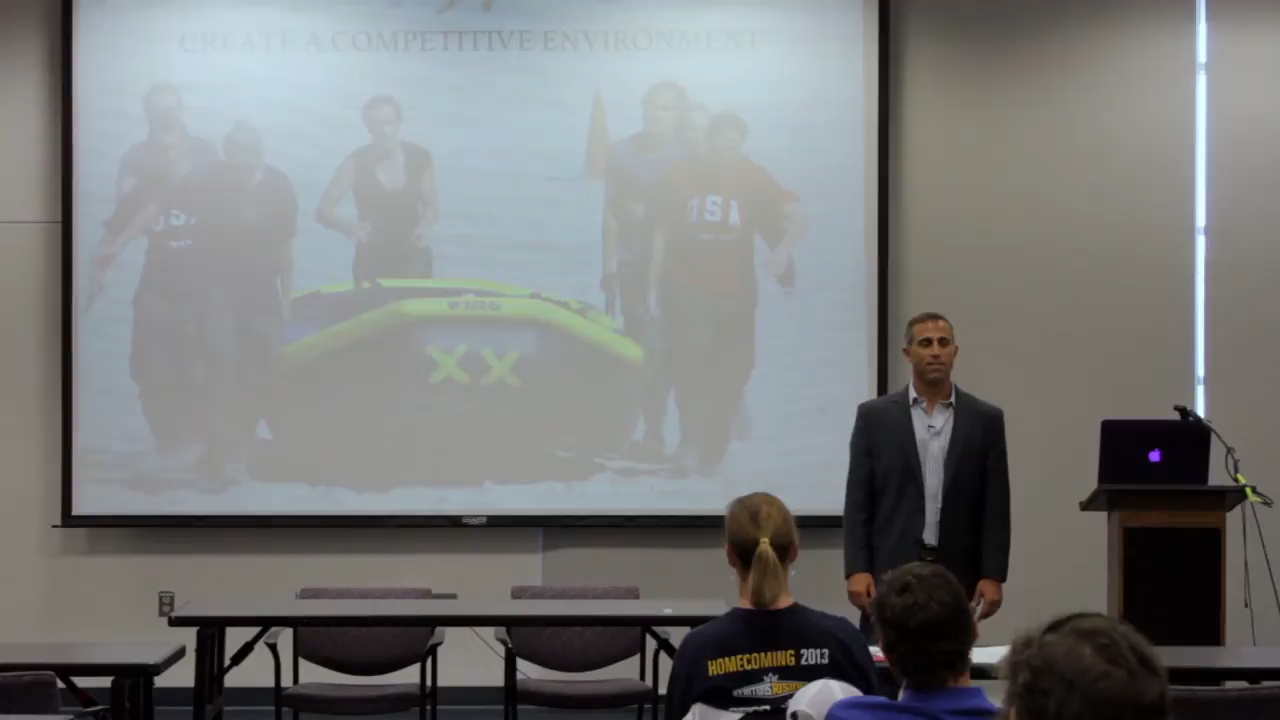 CREATE A COMPETITIVE ENVIRONMENT
USA
USA
XX
HOMECOMING 2013